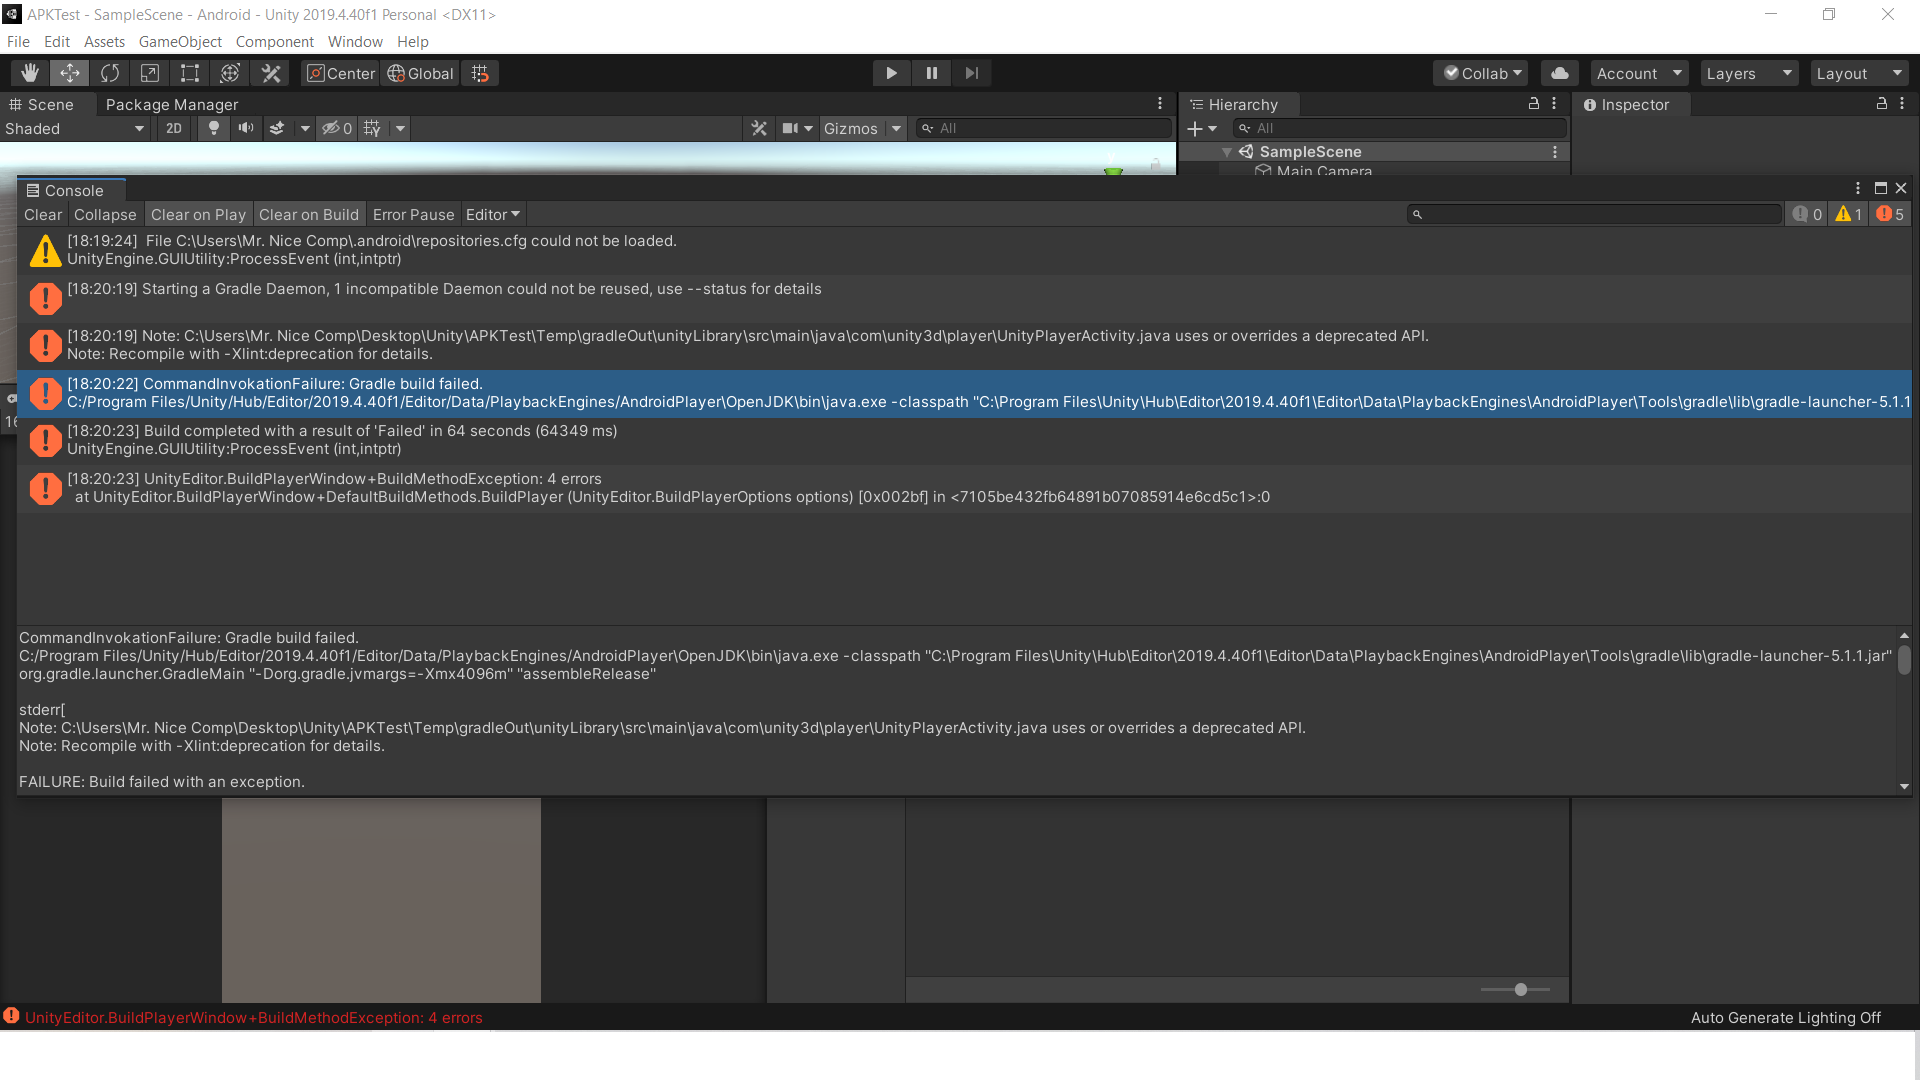 APKTest - SampleScene - Android - Unity 2019.4.40f1 Personal <DX11>
File Edit Assets GameObject Component Window Help
Center Global Collab Account Layers Layout
Scene Package Manager Hierarchy Inspector
Shaded 2D 0 Gizmos All All
SampleScene
Main Camera
Console
Clear Collapse Clear on Play Clear on Build Error Pause Editor 0 1 5
[18:19:24]  File C:\Users\Mr. Nice Comp\.android\repositories.cfg could not be loaded.
UnityEngine.GUIUtility:ProcessEvent (int,intptr)
[18:20:19] Starting a Gradle Daemon, 1 incompatible Daemon could not be reused, use --status for details
[18:20:19] Note: C:\Users\Mr. Nice Comp\Desktop\Unity\APKTest\Temp\gradleOut\unityLibrary\src\main\java\com\unity3d\player\UnityPlayerActivity.java uses or overrides a deprecated API.
Note: Recompile with -Xlint:deprecation for details.
[18:20:22] CommandInvokationFailure: Gradle build failed.
C:/Program Files/Unity/Hub/Editor/2019.4.40f1/Editor/Data/PlaybackEngines/AndroidPlayer\OpenJDK\bin\java.exe -classpath "C:\Program Files\Unity\Hub\Editor\2019.4.40f1\Editor\Data\PlaybackEngines\AndroidPlayer\Tools\gradle\lib\gradle-launcher-5.1.1
[18:20:23] Build completed with a result of 'Failed' in 64 seconds (64349 ms)
UnityEngine.GUIUtility:ProcessEvent (int,intptr)
[18:20:23] UnityEditor.BuildPlayerWindow+BuildMethodException: 4 errors
at UnityEditor.BuildPlayerWindow+DefaultBuildMethods.BuildPlayer (UnityEditor.BuildPlayerOptions options) [0x002bf] in <7105be432fb64891b07085914e6cd5c1>:0
CommandInvokationFailure: Gradle build failed.
C:/Program Files/Unity/Hub/Editor/2019.4.40f1/Editor/Data/PlaybackEngines/AndroidPlayer\OpenJDK\bin\java.exe -classpath "C:\Program Files\Unity\Hub\Editor\2019.4.40f1\Editor\Data\PlaybackEngines\AndroidPlayer\Tools\gradle\lib\gradle-launcher-5.1.1.jar"
org.gradle.launcher.GradleMain "-Dorg.gradle.jvmargs=-Xmx4096m" "assembleRelease"
stderr[
Note: C:\Users\Mr. Nice Comp\Desktop\Unity\APKTest\Temp\gradleOut\unityLibrary\src\main\java\com\unity3d\player\UnityPlayerActivity.java uses or overrides a deprecated API.
Note: Recompile with -Xlint:deprecation for details.
FAILURE: Build failed with an exception.
UnityEditor.BuildPlayerWindow+BuildMethodException: 4 errors
Auto Generate Lighting Off